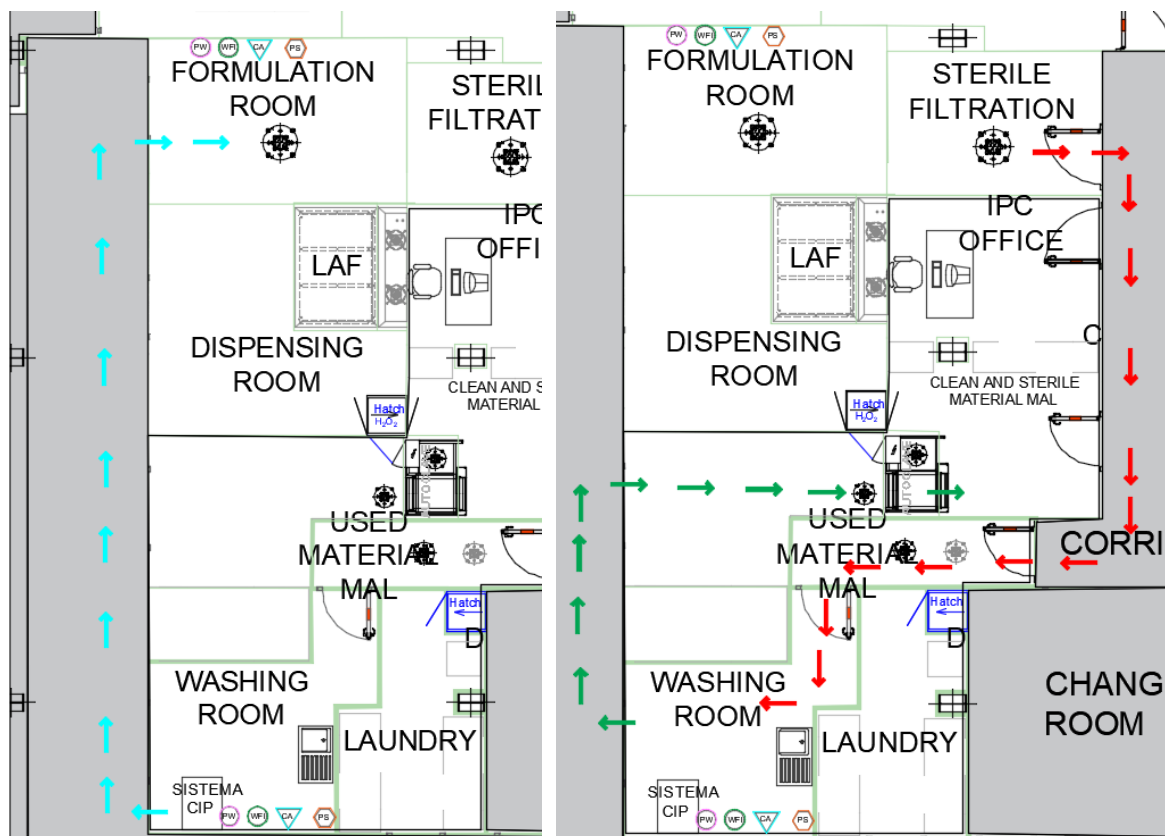 PW WFI CA PS
FORMULATION
ROOM
STERIL
FILTRAT
IPC
OFFI
LAF
DISPENSING
ROOM
CLEAN AND S
MATERIAL
Hatch
H₂O₂
AUTOCLAVE
USED
MATERIAL
MAL
Hatch
D
WASHING
ROOM
LAUNDRY
SISTEMA
CIP
PW WFI CA PS
PW WFI CA PS
FORMULATION
ROOM
STERILE
FILTRATION
IPC
OFFICE
LAF
C
DISPENSING
ROOM
CLEAN AND STERILE
MATERIAL MAL
Hatch
H₂O₂
AUTOCLAVE
USED
MATERIAL
MAL
CORRI
Hatch
D
WASHING
ROOM
CHANG
ROOM
LAUNDRY
SISTEMA
CIP
PW WFI CA PS